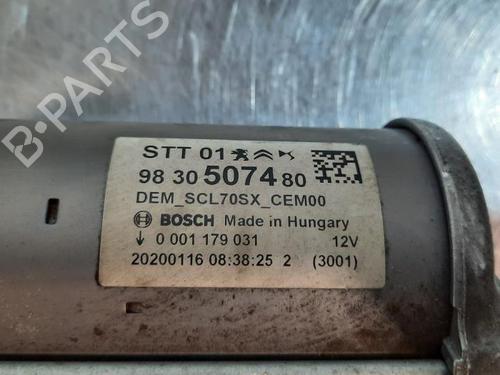 STT 01
98 30 5074 80
DEM_SCL70SX_CEM00
BOSCH Made in Hungary
0 001 179 031 12V
20200116 08:38:25 2 (3001)
B-PARTS